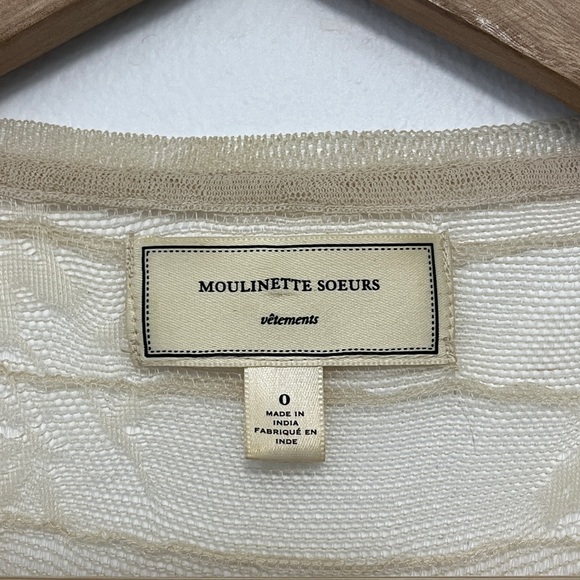 MOULINETTE SOEURS
vêtements
0
MADE IN
INDIA
FABRIQUÉ EN
INDE